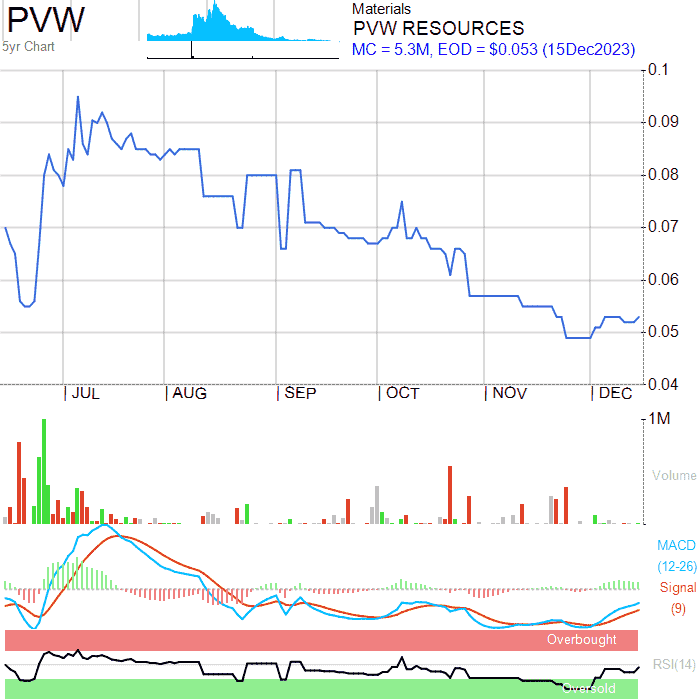 PVW
5yr Chart
Materials
PVW RESOURCES
MC = 5.3M, EOD = $0.053 (15Dec2023)
0.1
0.09
0.08
0.07
0.06
0.05
0.04
JUL AUG SEP OCT NOV DEC
1M
Volume
MACD
(12-26)
Signal
(9)
Overbought
RSI(14)
Oversold